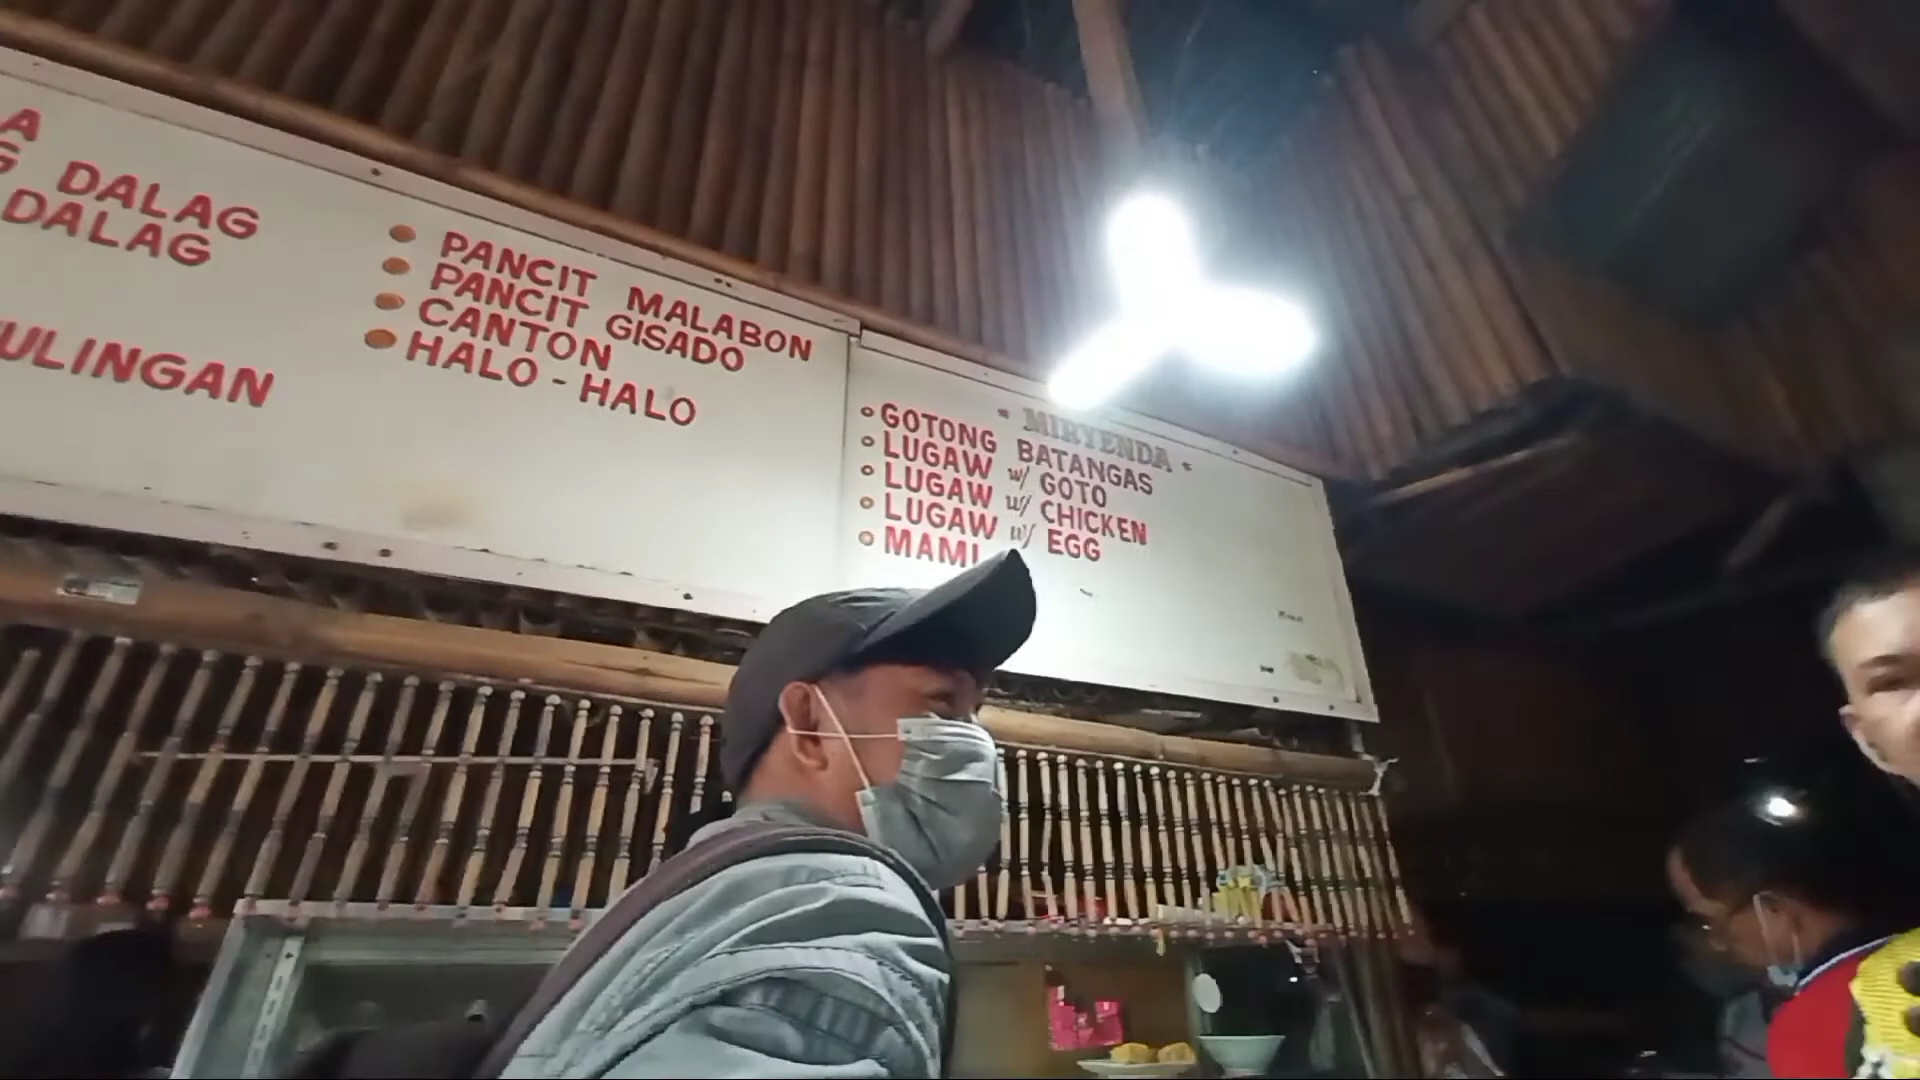 DALAG
DALAG
ULINGAN
PANCIT MALABON
PANCIT GISADO
CANTON
HALO-HALO
MIRYENDA
GOTONG BATANGAS
LUGAW w/ GOTO
LUGAW w/ CHICKEN
LUGAW w/ EGG
MAMI